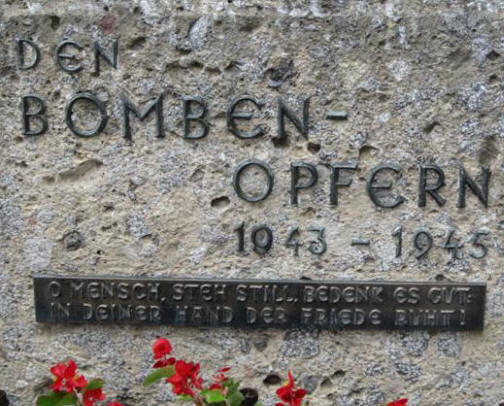 DEN
BOMBEN-
OPFERN
1943 - 1945
O MENSCH, STEH STILL, BEDENK ES GUT:
IN DEINER HAND DER FRIEDE RUHT!